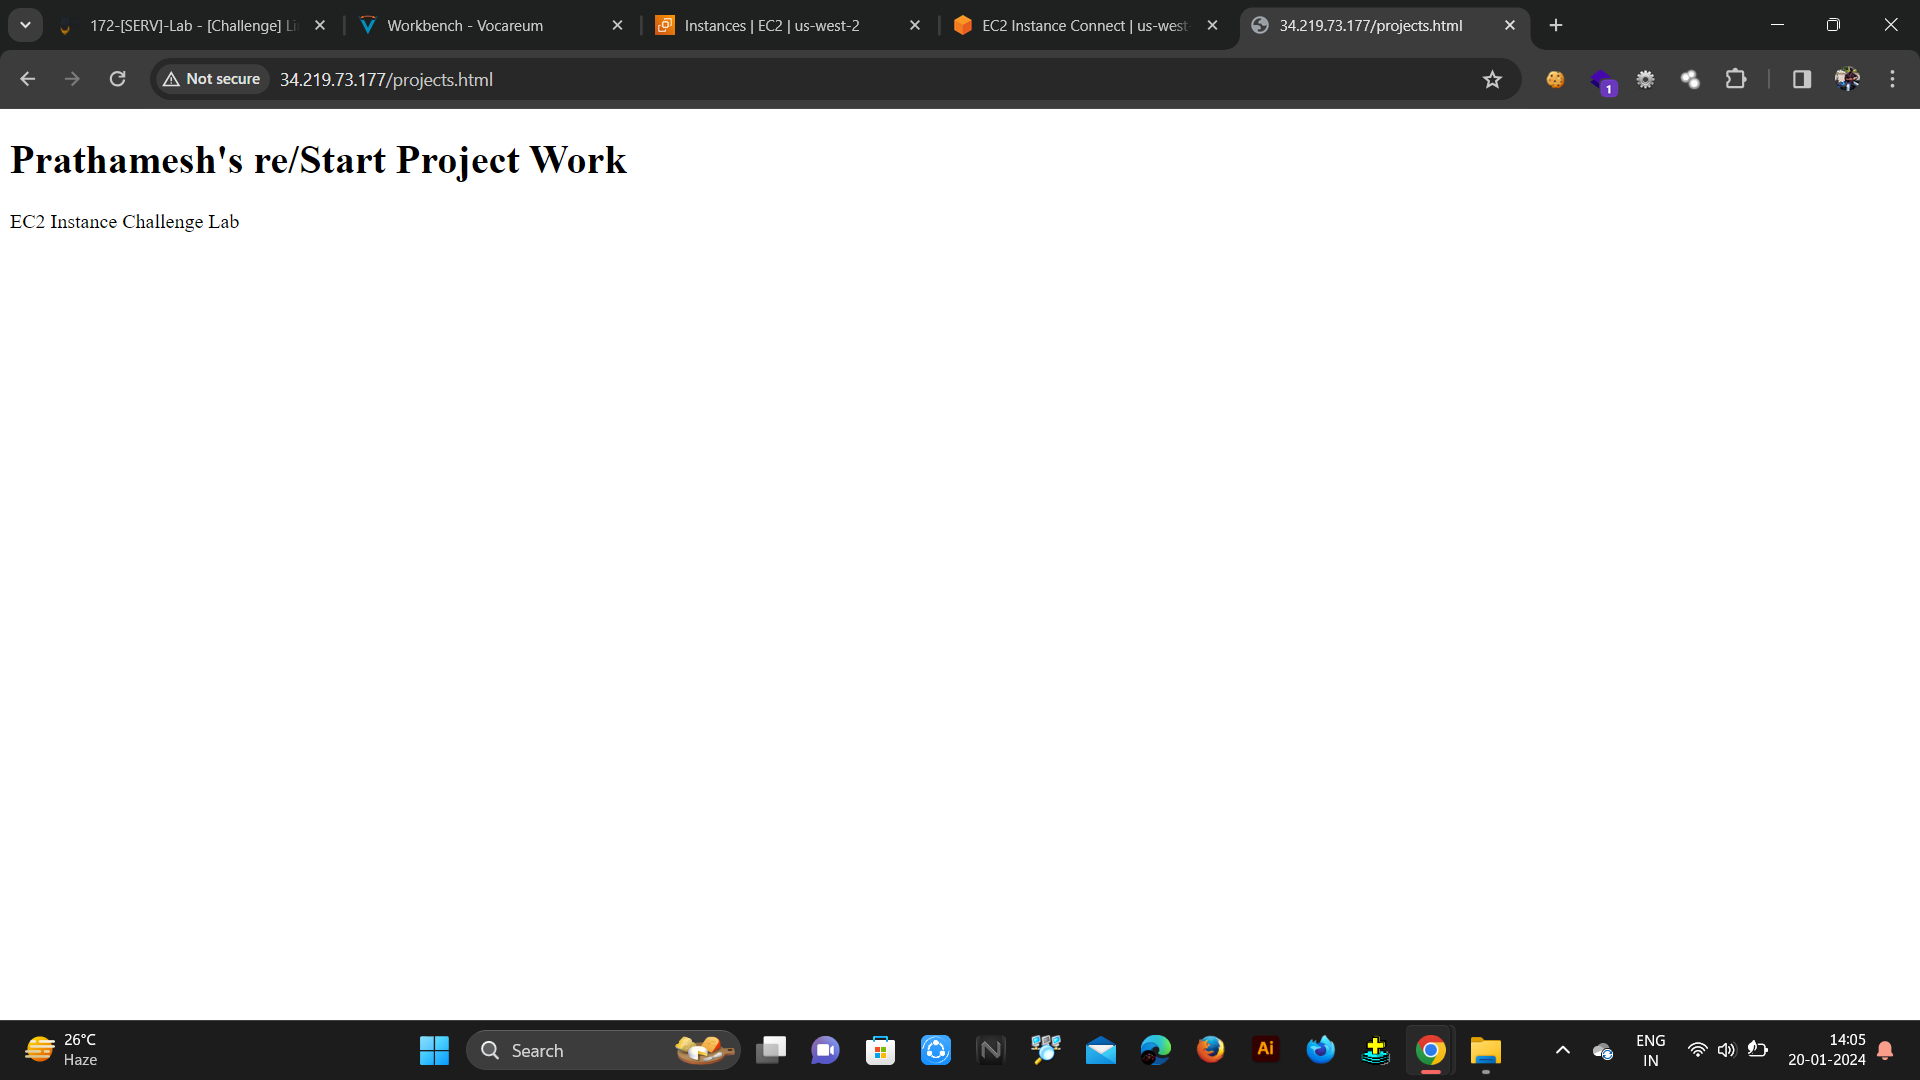 172-[SERV]-Lab - [Challenge] Li
Workbench - Vocareum
Instances | EC2 | us-west-2
EC2 Instance Connect | us-west-
34.219.73.177/projects.html
Not secure
34.219.73.177/projects.html
1
Prathamesh's re/Start Project Work
EC2 Instance Challenge Lab
26°C
Haze
Search
Ai
ENG
IN
14:05
20-01-2024